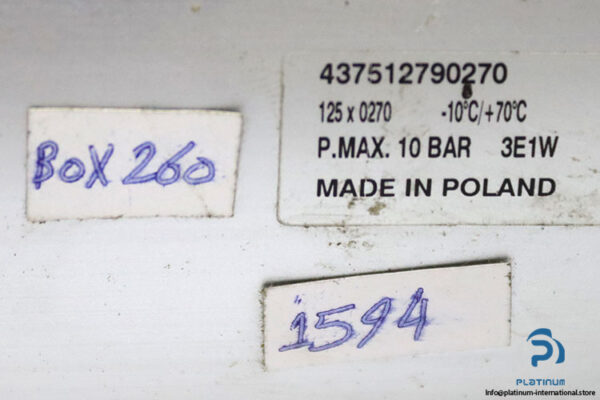 437512790270
125 x 0270 -10°C/+70°C
P.MAX. 10 BAR 3E1W
MADE IN POLAND
BOX 260
1594
PLATINUM
Info@platinum-international.store